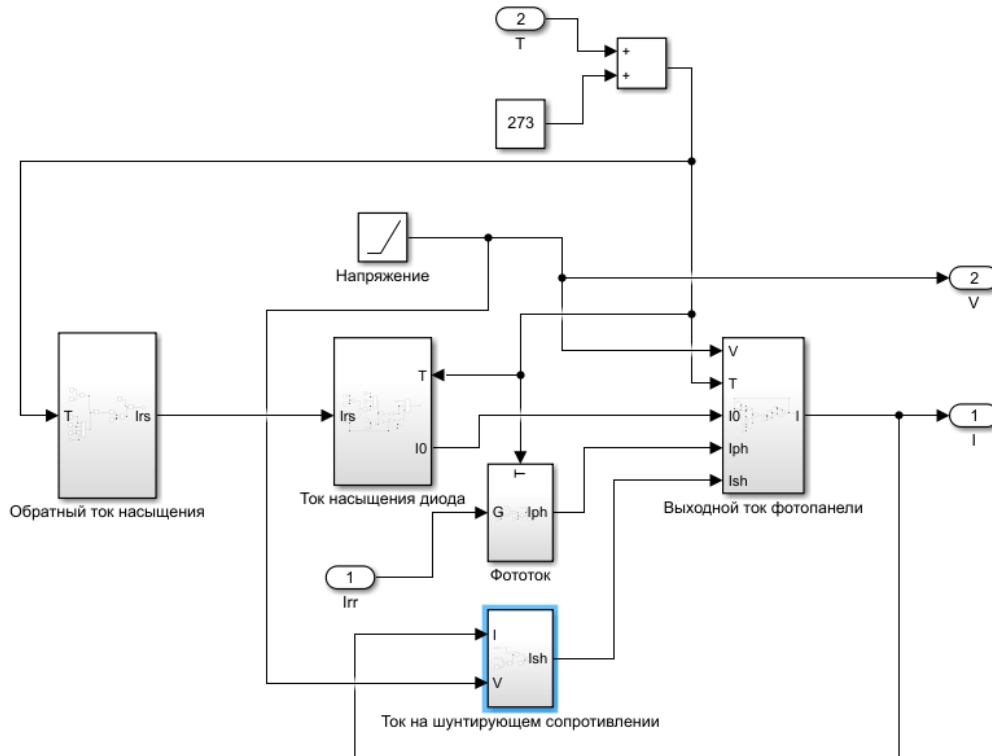 2
T
+
+
273
Напряжение
2
V
V
T
T
T
Irs
Irs
I0
I0
I
1
I
Iph
Ish
T
Обратный ток насыщения
Ток насыщения диода
Выходной ток фотопанели
G
Iph
Фототок
1
Irr
I
Ish
V
Ток на шунтирующем сопротивлении